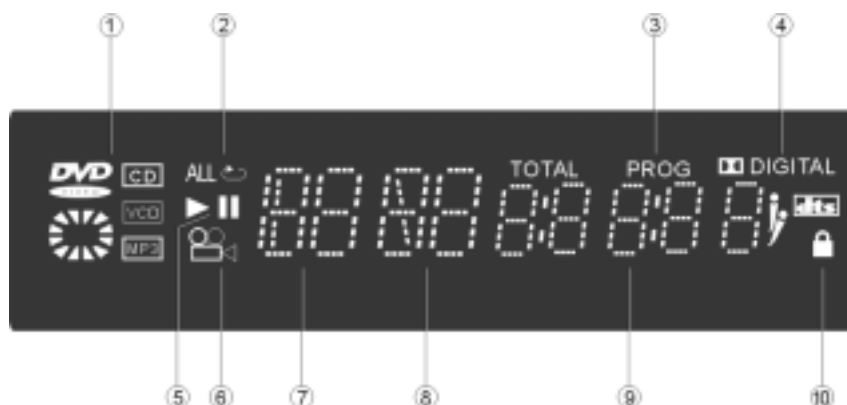 ① ② ③ ④
DVD CD ALL TOTAL PROG DIGITAL
VIDEO VCD dts
MP3
⑤ ⑥ ⑦ ⑧ ⑨ ⑩